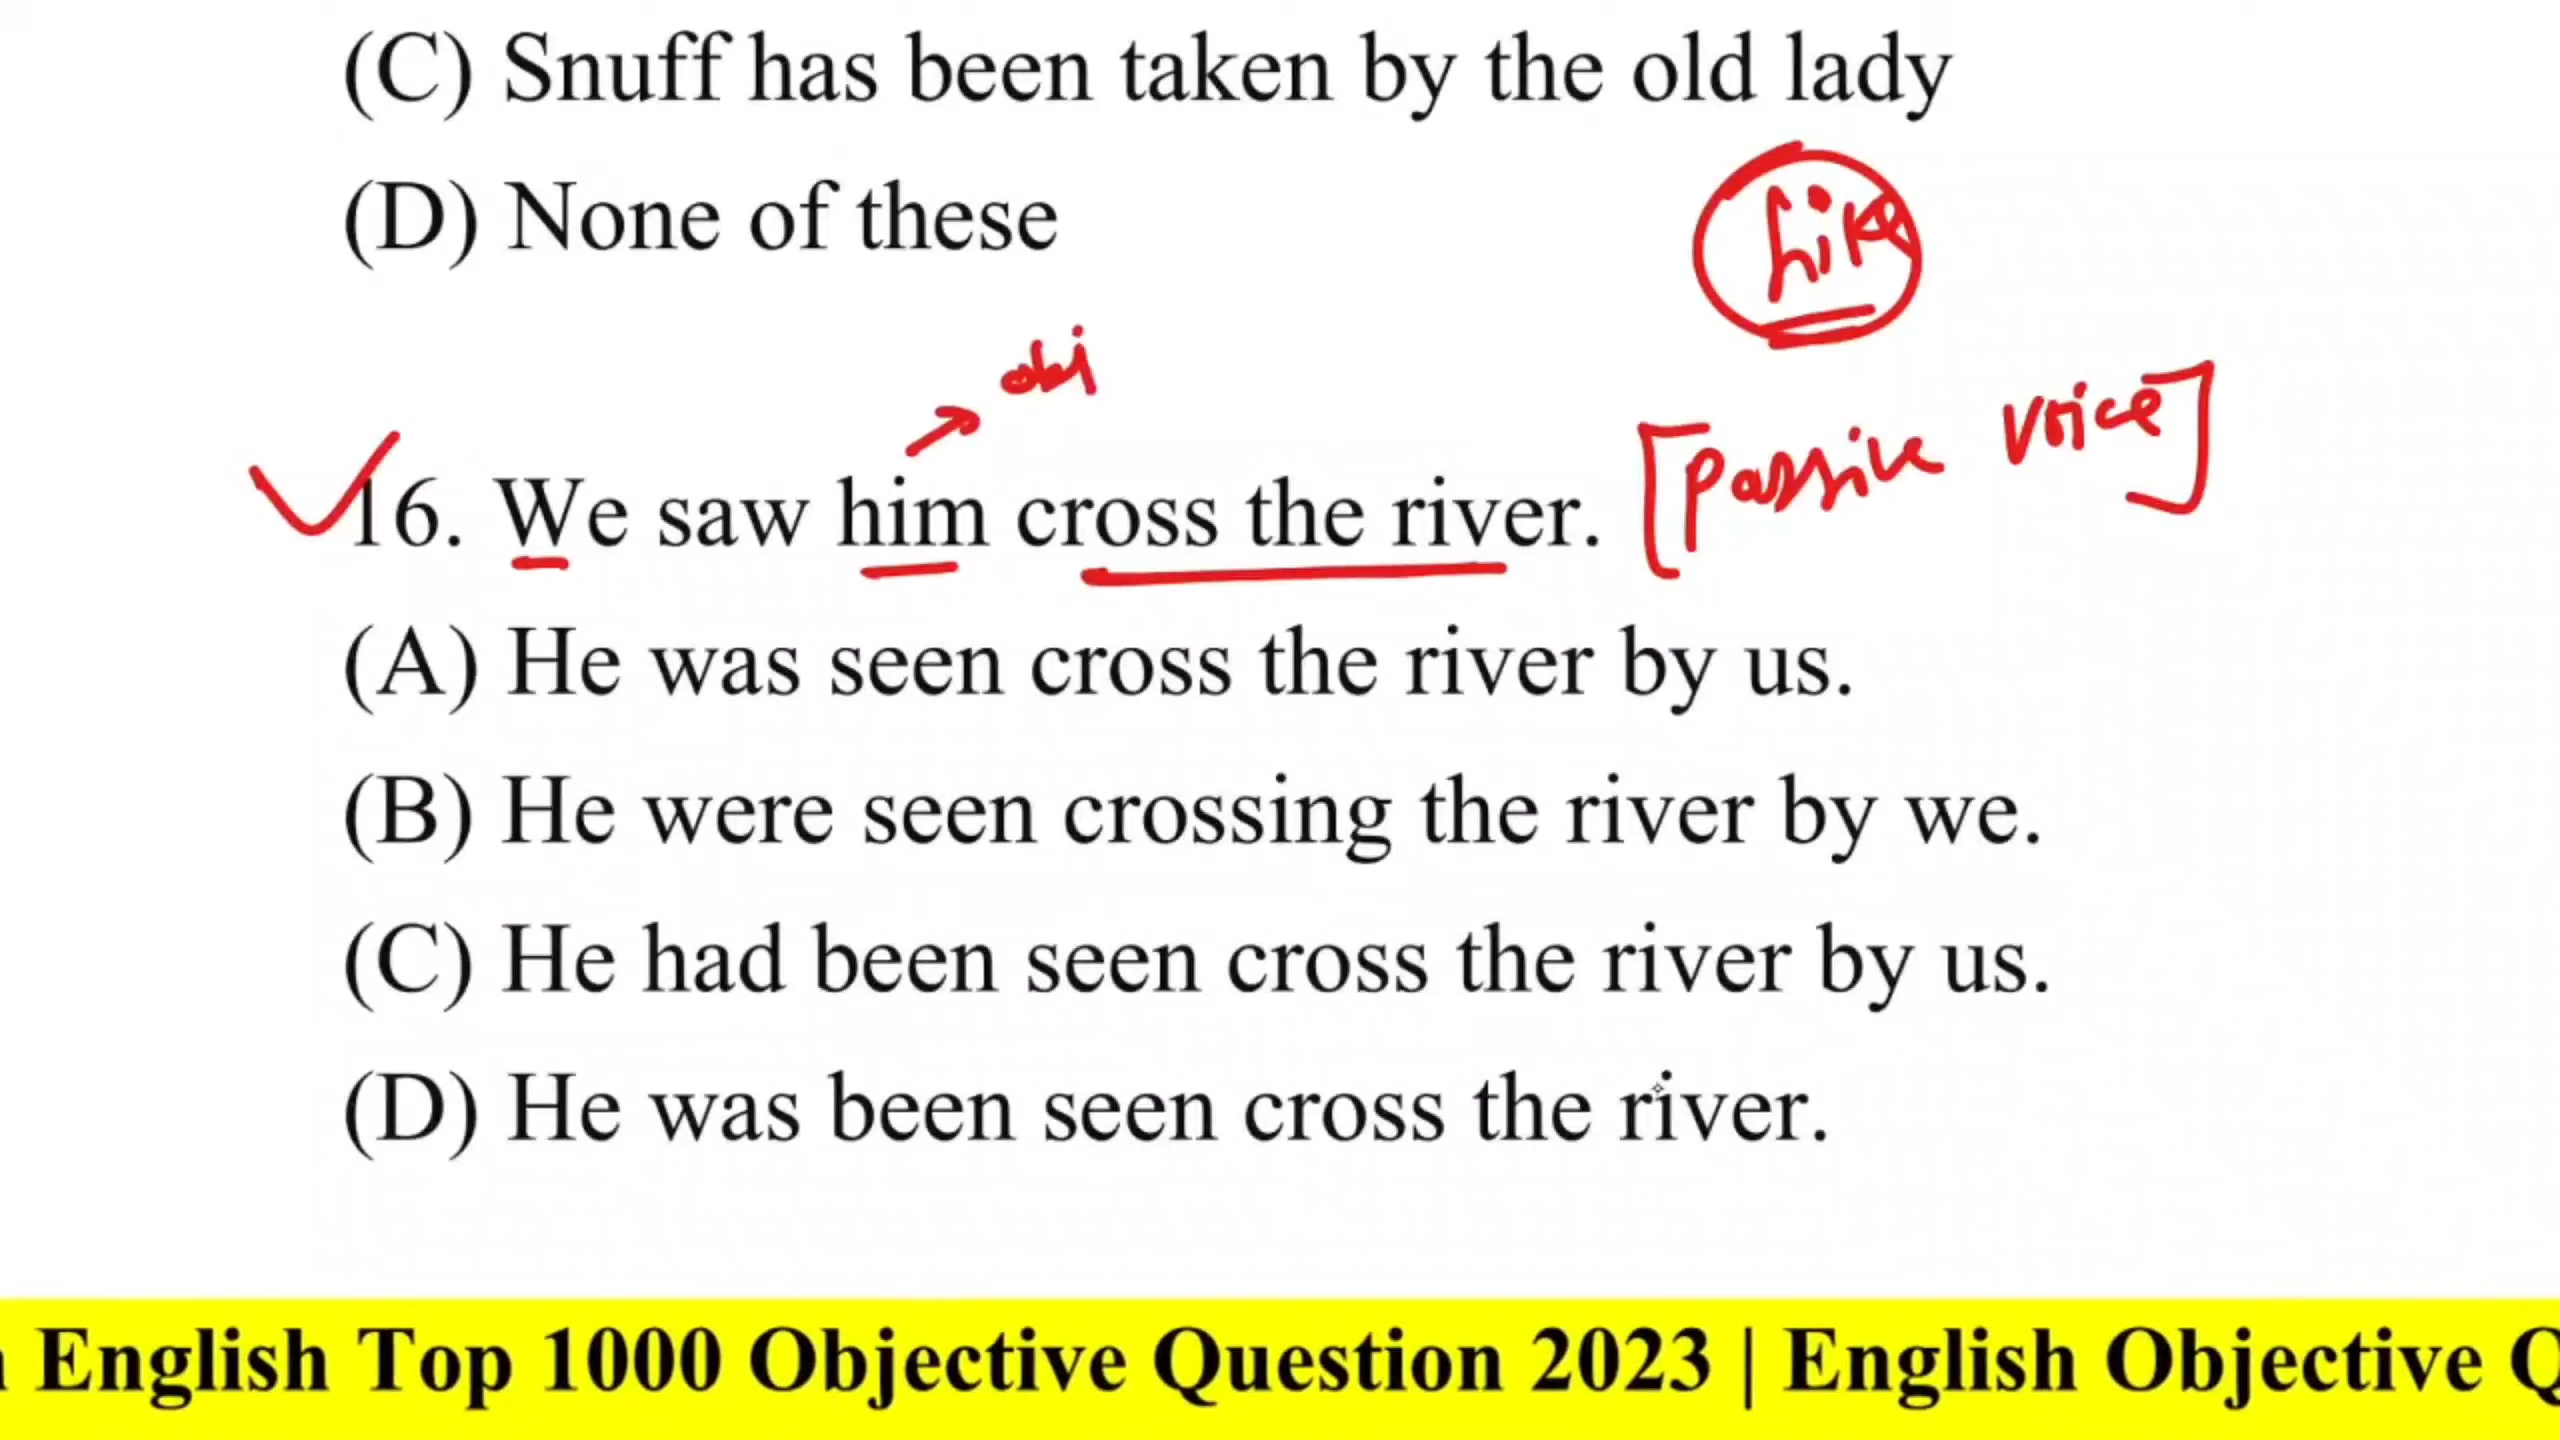 (C) Snuff has been taken by the old lady
(D) None of these
hike
obj
16. We saw him cross the river. [passive voice]
(A) He was seen cross the river by us.
(B) He were seen crossing the river by we.
(C) He had been seen cross the river by us.
(D) He was been seen cross the river.
English Top 1000 Objective Question 2023 | English Objective Q